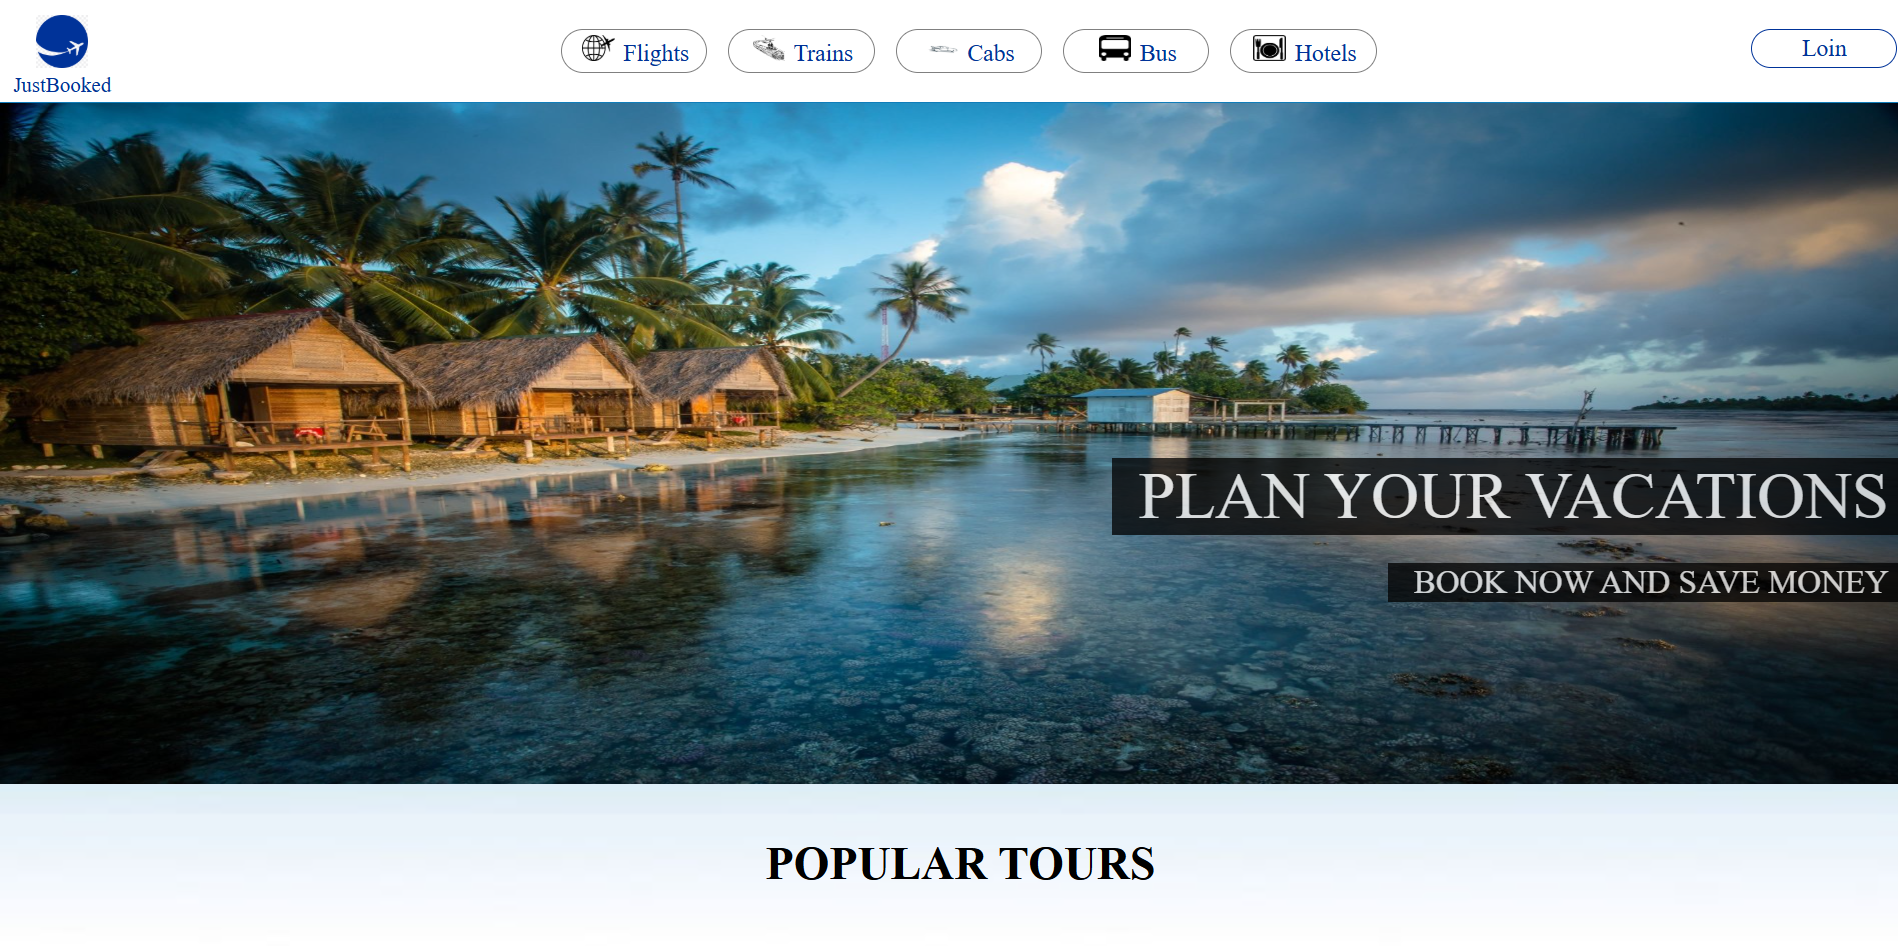 JustBooked
Flights
Trains
Cabs
Bus
Hotels
Loin
PLAN YOUR VACATIONS
BOOK NOW AND SAVE MONEY
POPULAR TOURS